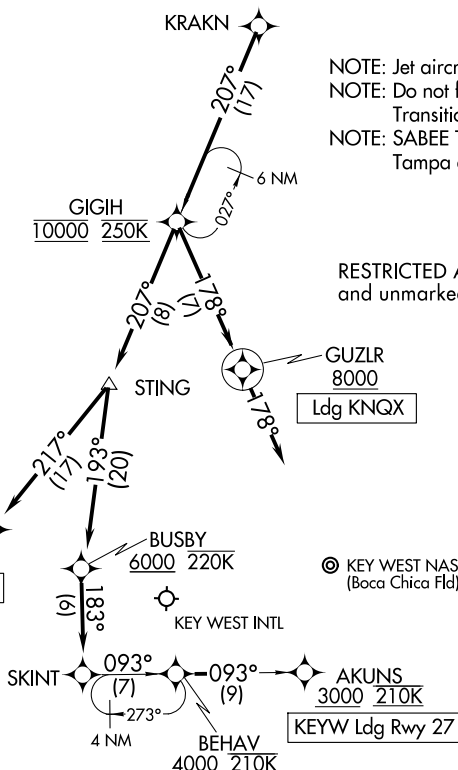 KRAKN
207°
(17)
NOTE: Jet aircr
NOTE: Do not f
Transitio
NOTE: SABEE T
Tampa
6 NM
027°
GIGIH
10000 250K
207°
(8)
178°
(7)
RESTRICTED A
and unmarked
GUZLR
8000
Ldg KNQX
178°
STING
217°
(17)
193°
(20)
BUSBY
6000 220K
KEY WEST NAS
(Boca Chica Fld)
183°
(6)
KEY WEST INTL
SKINT
093°
(7)
093°
(9)
AKUNS
3000 210K
KEYW Ldg Rwy 27
273°
4 NM
BEHAV
4000 210K